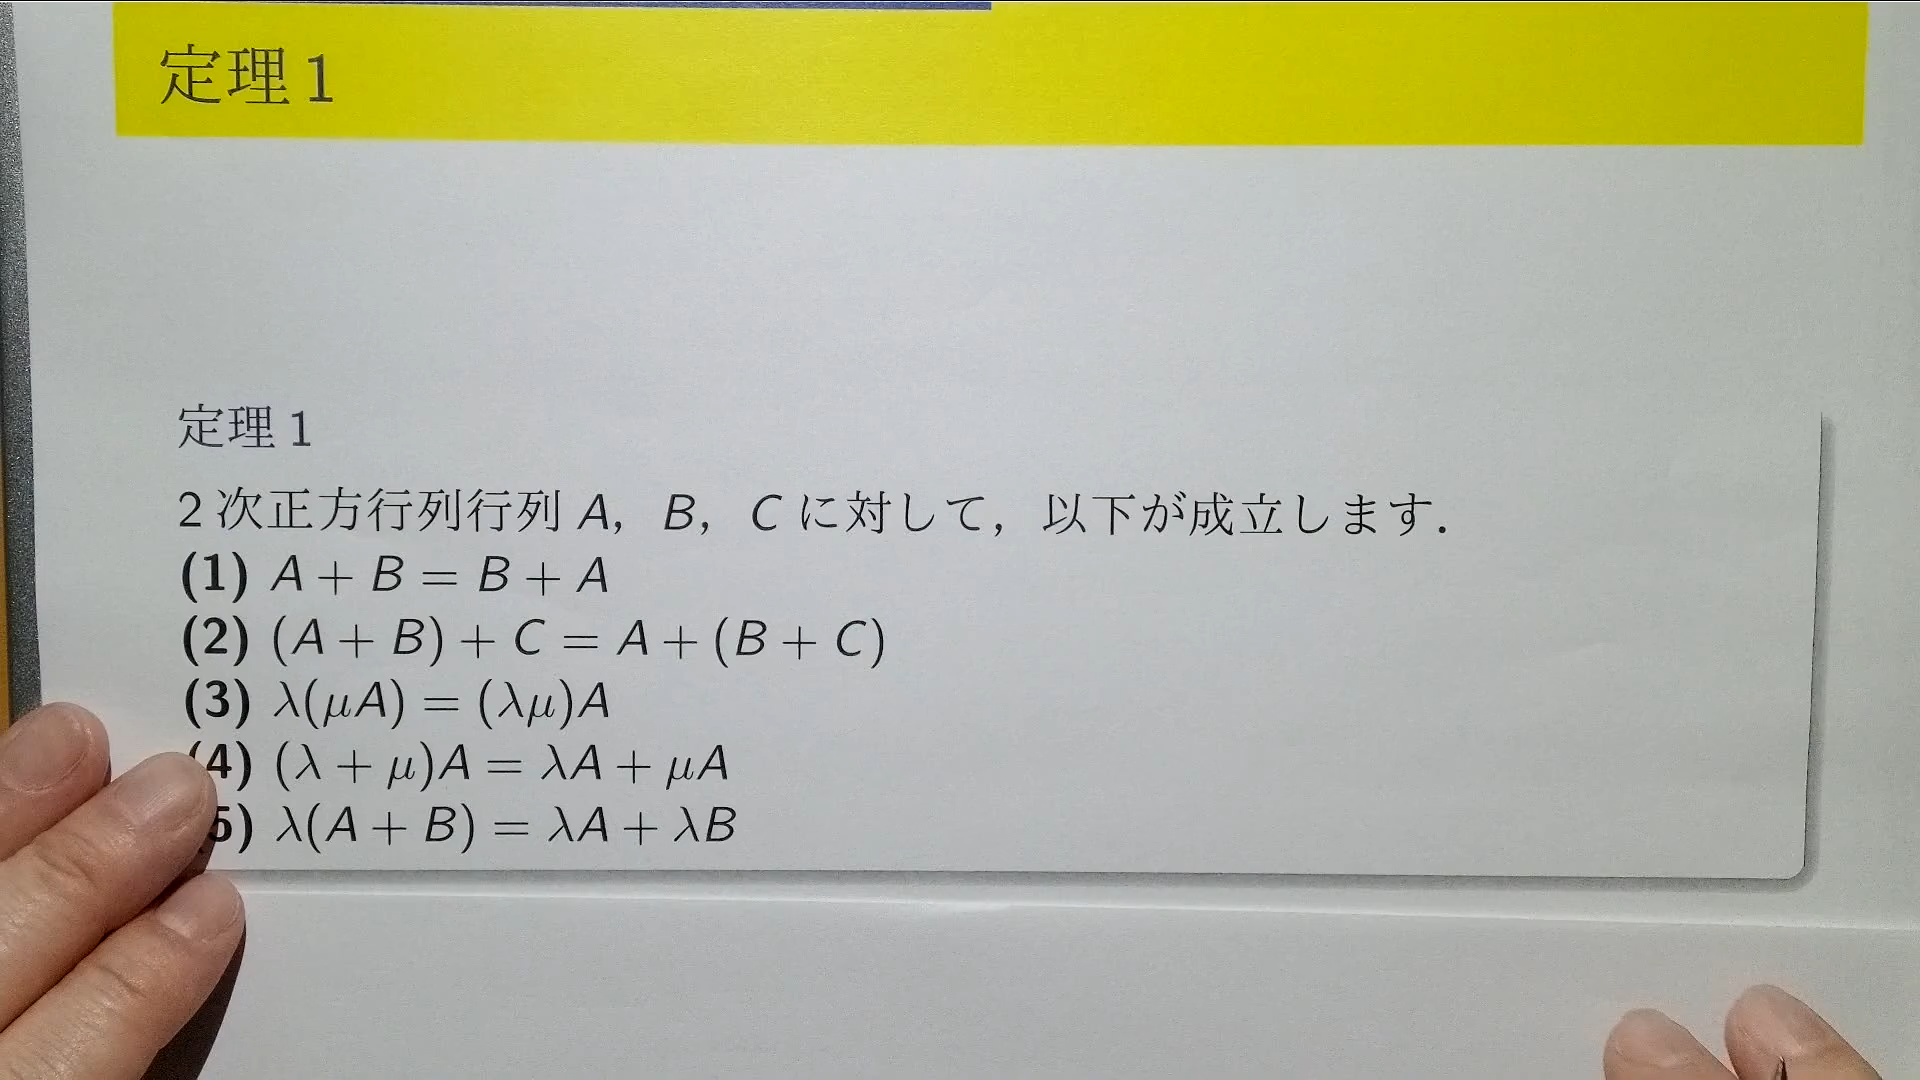 定理 1
定理 1
2 次正方行列行列 A，B，C に対して，以下が成立します．
(1) A + B = B + A
(2) (A + B) + C = A + (B + C)
(3) λ(μA) = (λμ)A
(4) (λ + μ)A = λA + μA
5) λ(A + B) = λA + λB